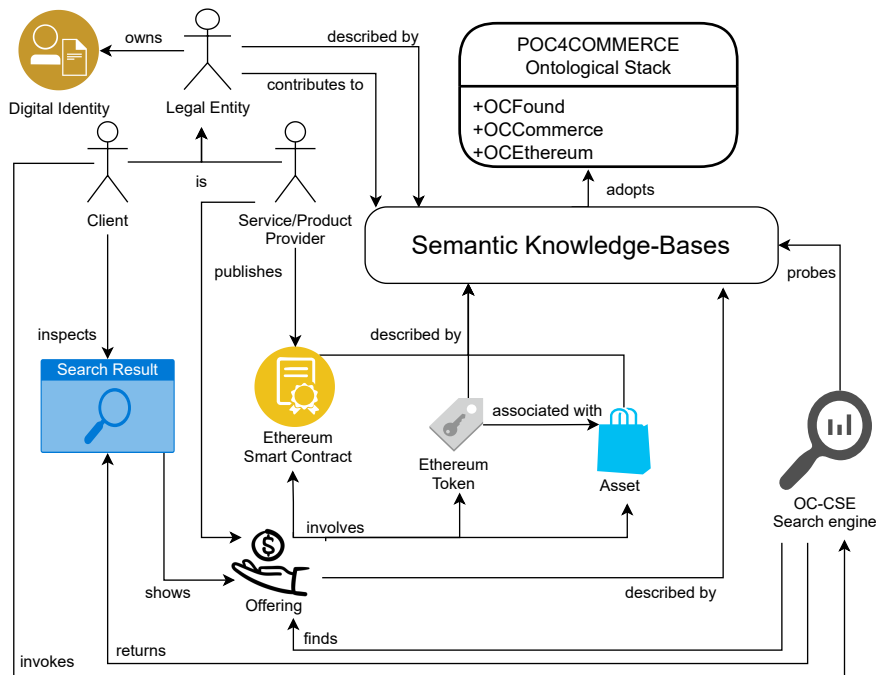 owns
described by
POC4COMMERCE
Ontological Stack
contributes to
Digital Identity
Legal Entity
+OCFound
+OCCommerce
+OCEthereum
is
adopts
Client
Service/Product
Provider
Semantic Knowledge-Bases
publishes
probes
inspects
described by
Search Result
associated with
Ethereum
Smart Contract
Ethereum
Token
Asset
OC-CSE
Search engine
involves
$
shows
Offering
described by
finds
returns
invokes